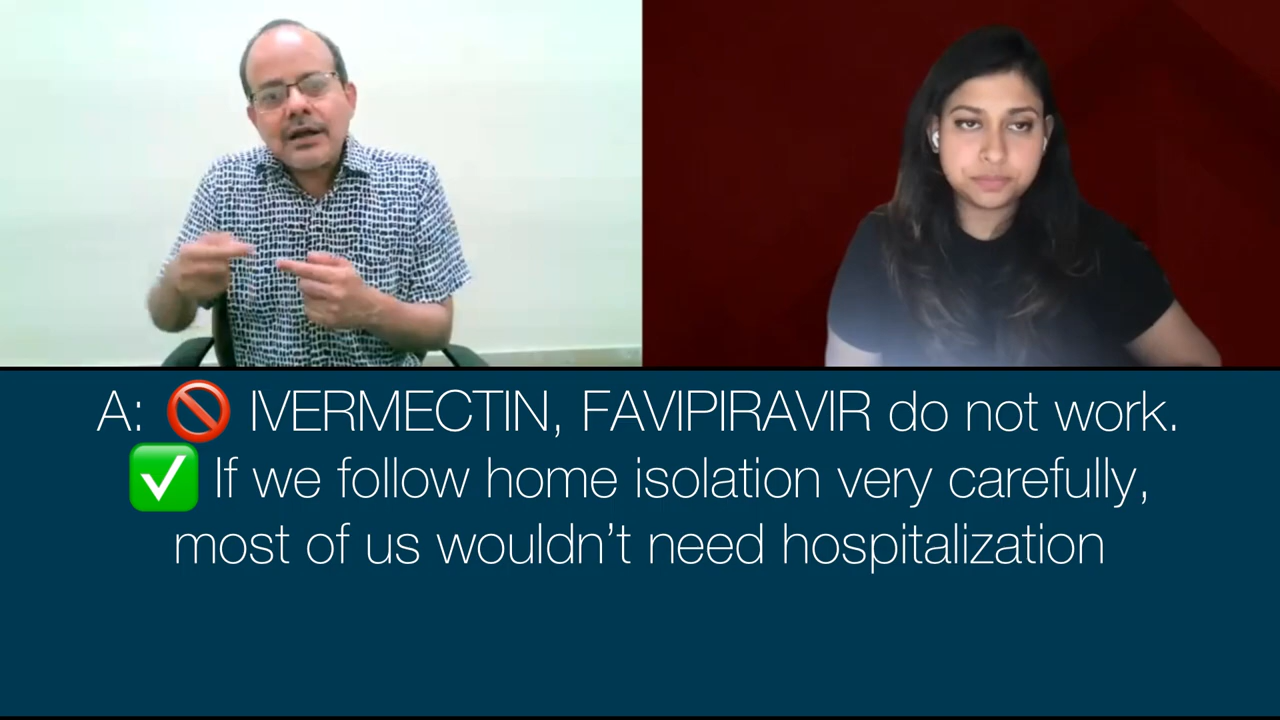 A: 🚫 IVERMECTIN, FAVIPIRAVIR do not work.
✅ If we follow home isolation very carefully,
most of us wouldn’t need hospitalization